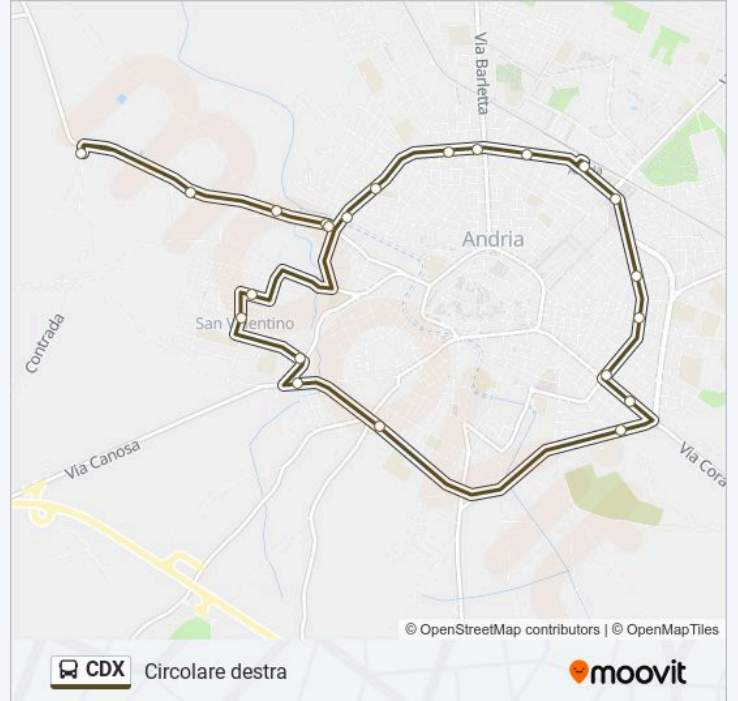 Via Barletta
Andria
San Valentino
Contrada
Via Canosa
Via Cora
© OpenStreetMap contributors | © OpenMapTiles
CDX
Circolare destra
moovit